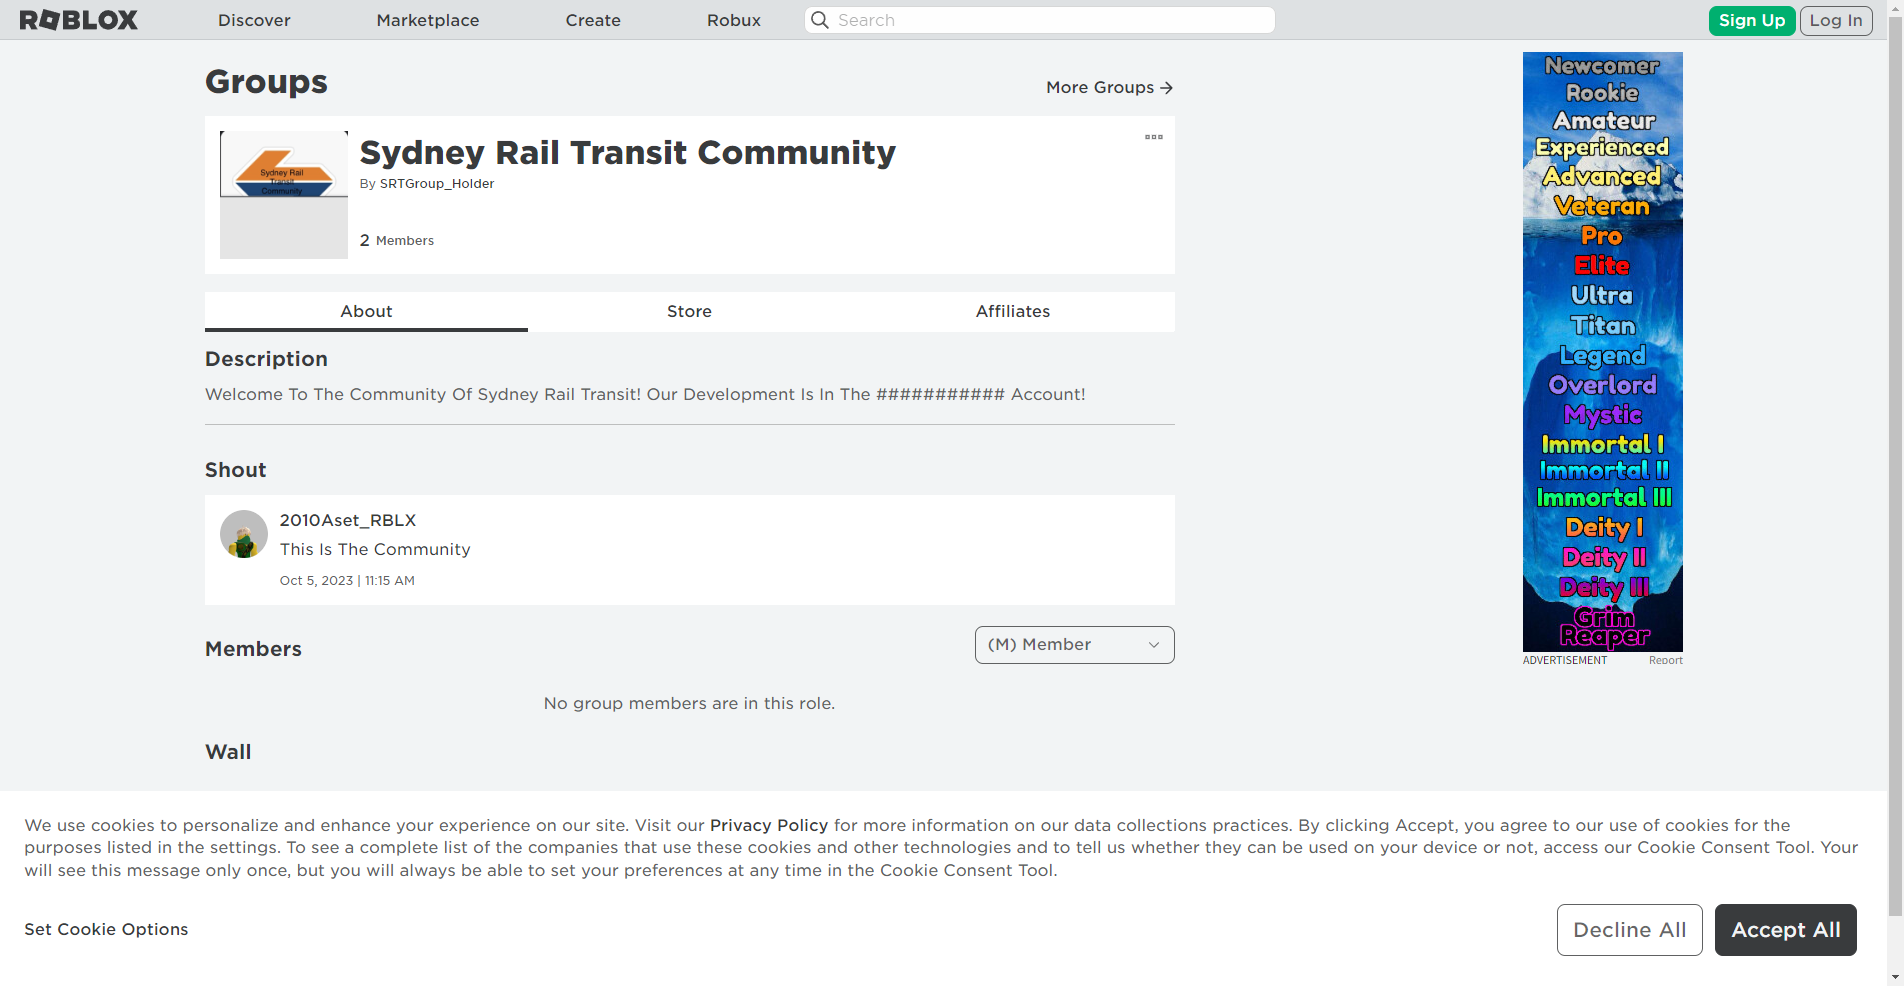 ROBLOX
Discover
Marketplace
Create
Robux
Search
Sign Up
Log In
Groups
More Groups →
Sydney Rail
Transit
Community
Sydney Rail Transit Community
By SRTGroup_Holder
2 Members
About
Store
Affiliates
Description
Welcome To The Community Of Sydney Rail Transit! Our Development Is In The ########### Account!
Shout
2010Aset_RBLX
This Is The Community
Oct 5, 2023 | 11:15 AM
Members
(M) Member
No group members are in this role.
Wall
Newcomer
Rookie
Amateur
Experienced
Advanced
Veteran
Pro
Elite
Ultra
Titan
Legend
Overlord
Mystic
Immortal I
Immortal II
Immortal III
Deity I
Deity II
Deity III
Grim
Reaper
ADVERTISEMENT
Report
We use cookies to personalize and enhance your experience on our site. Visit our Privacy Policy for more information on our data collections practices. By clicking Accept, you agree to our use of cookies for the
purposes listed in the settings. To see a complete list of the companies that use these cookies and other technologies and to tell us whether they can be used on your device or not, access our Cookie Consent Tool. Your
will see this message only once, but you will always be able to set your preferences at any time in the Cookie Consent Tool.
Set Cookie Options
Decline All
Accept All